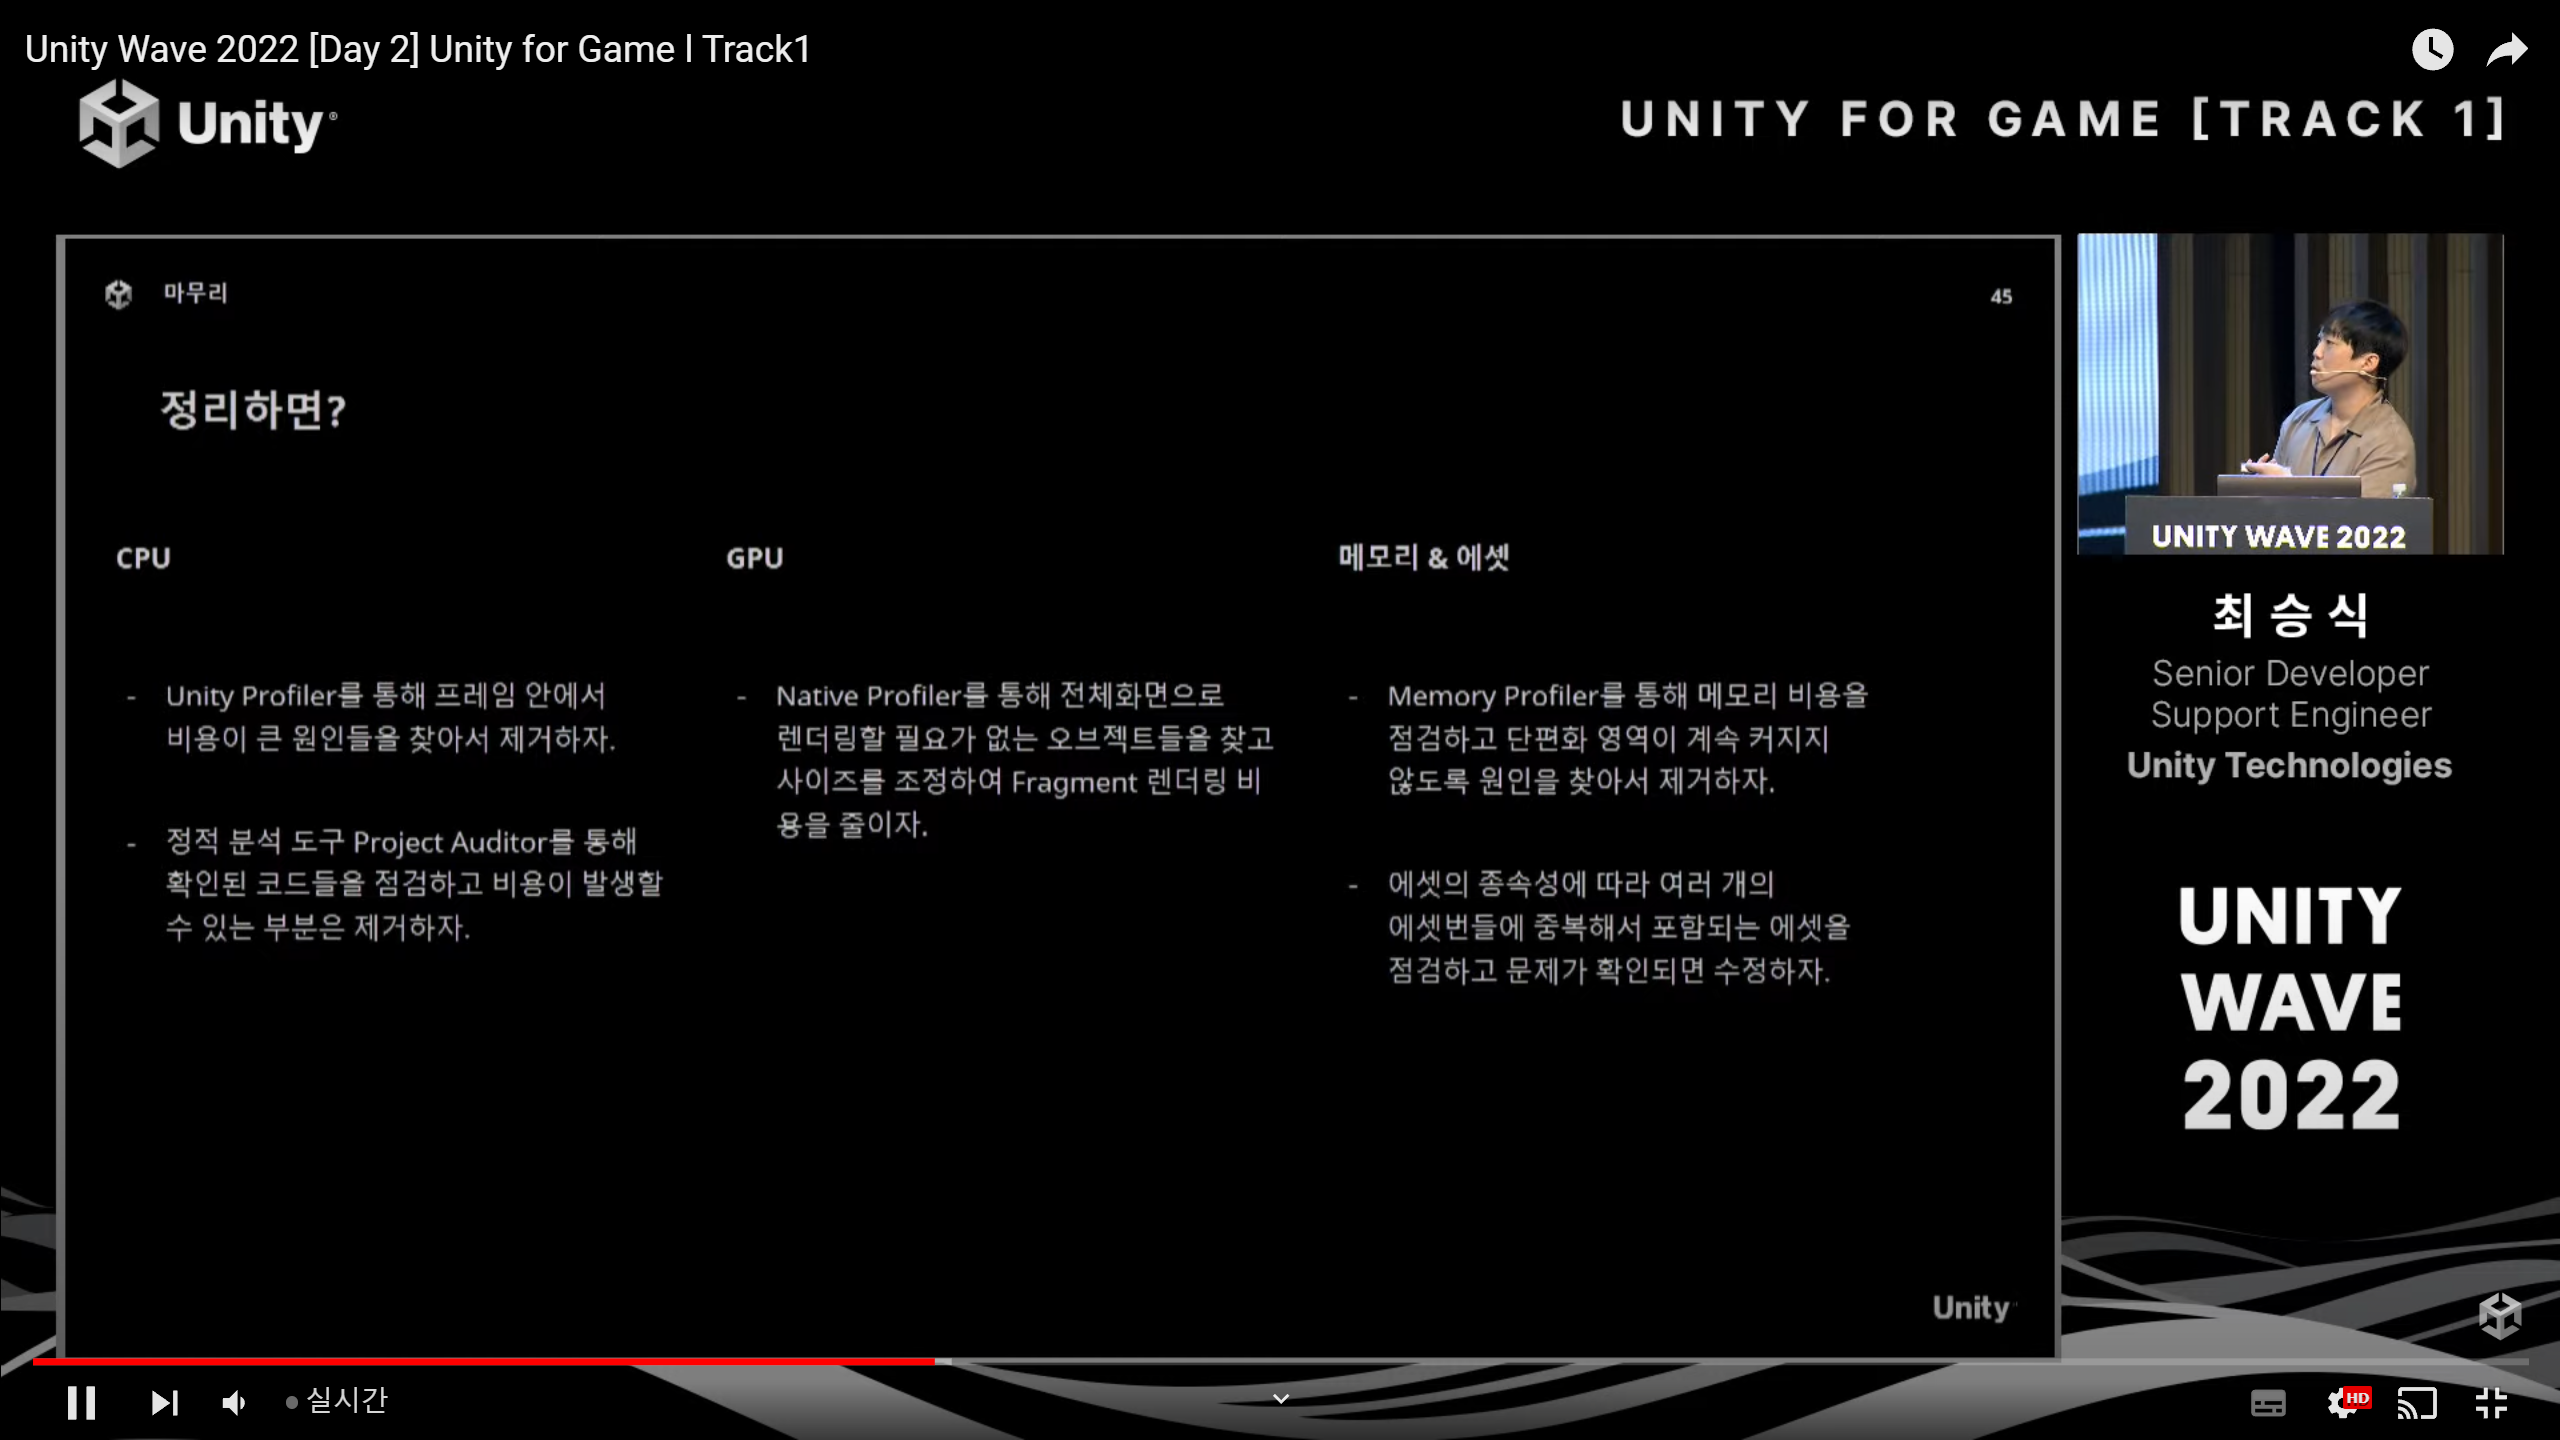 Unity Wave 2022 [Day 2] Unity for Game l Track1
Unity
UNITY FOR GAME [TRACK 1]
마무리
45
정리하면?
CPU
- Unity Profiler를 통해 프레임 안에서
비용이 큰 원인들을 찾아서 제거하자.
- 정적 분석 도구 Project Auditor를 통해
확인된 코드들을 점검하고 비용이 발생할
수 있는 부분은 제거하자.
GPU
- Native Profiler를 통해 전체화면으로
렌더링할 필요가 없는 오브젝트들을 찾고
사이즈를 조정하여 Fragment 렌더링 비
용을 줄이자.
메모리 & 에셋
- Memory Profiler를 통해 메모리 비용을
점검하고 단편화 영역이 계속 커지지
않도록 원인을 찾아서 제거하자.
- 에셋의 종속성에 따라 여러 개의
에셋번들에 중복해서 포함되는 에셋을
점검하고 문제가 확인되면 수정하자.
Unity
UNITY WAVE 2022
최승식
Senior Developer
Support Engineer
Unity Technologies
UNITY
WAVE
2022
실시간
HD